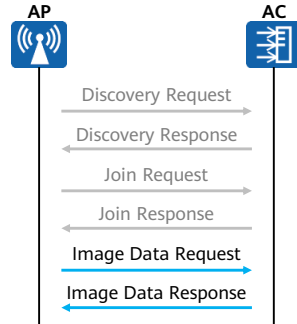 AP
AC
Discovery Request
Discovery Response
Join Request
Join Response
Image Data Request
Image Data Response